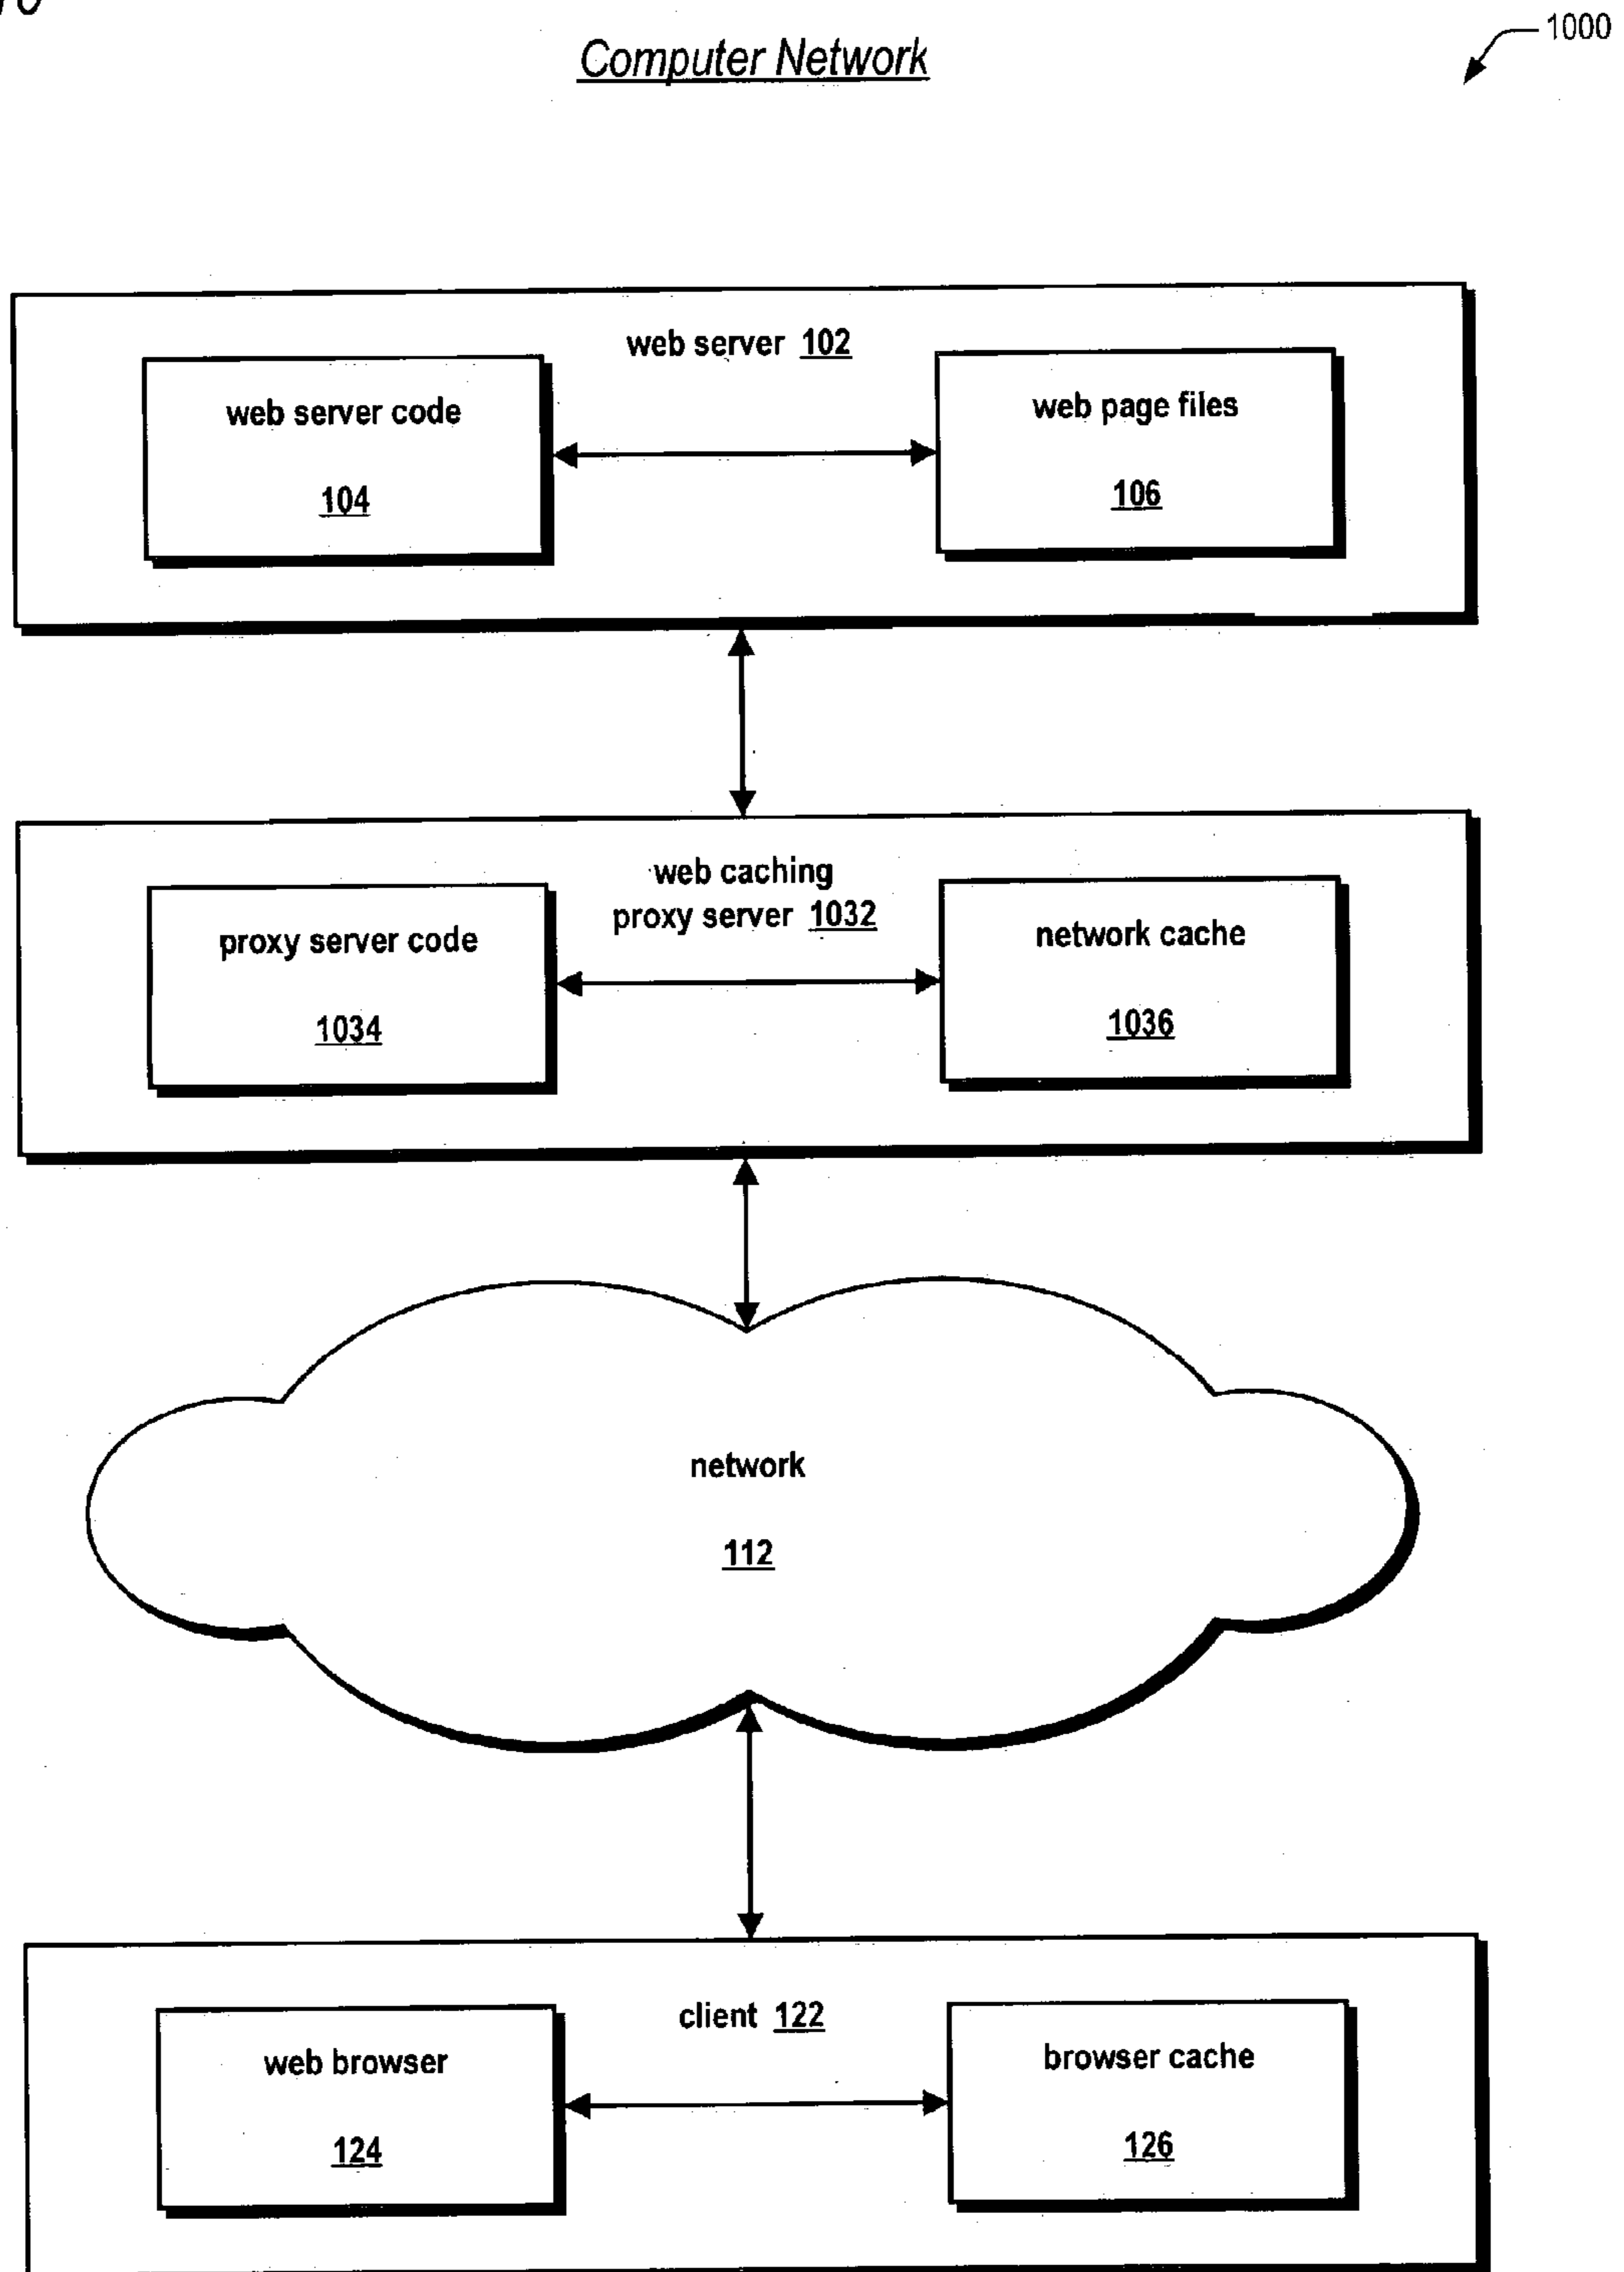 10
1000
Computer Network
web server 102
web server code
104
web page files
106
web caching
proxy server 1032
proxy server code
1034
network cache
1036
network
112
client 122
web browser
124
browser cache
126